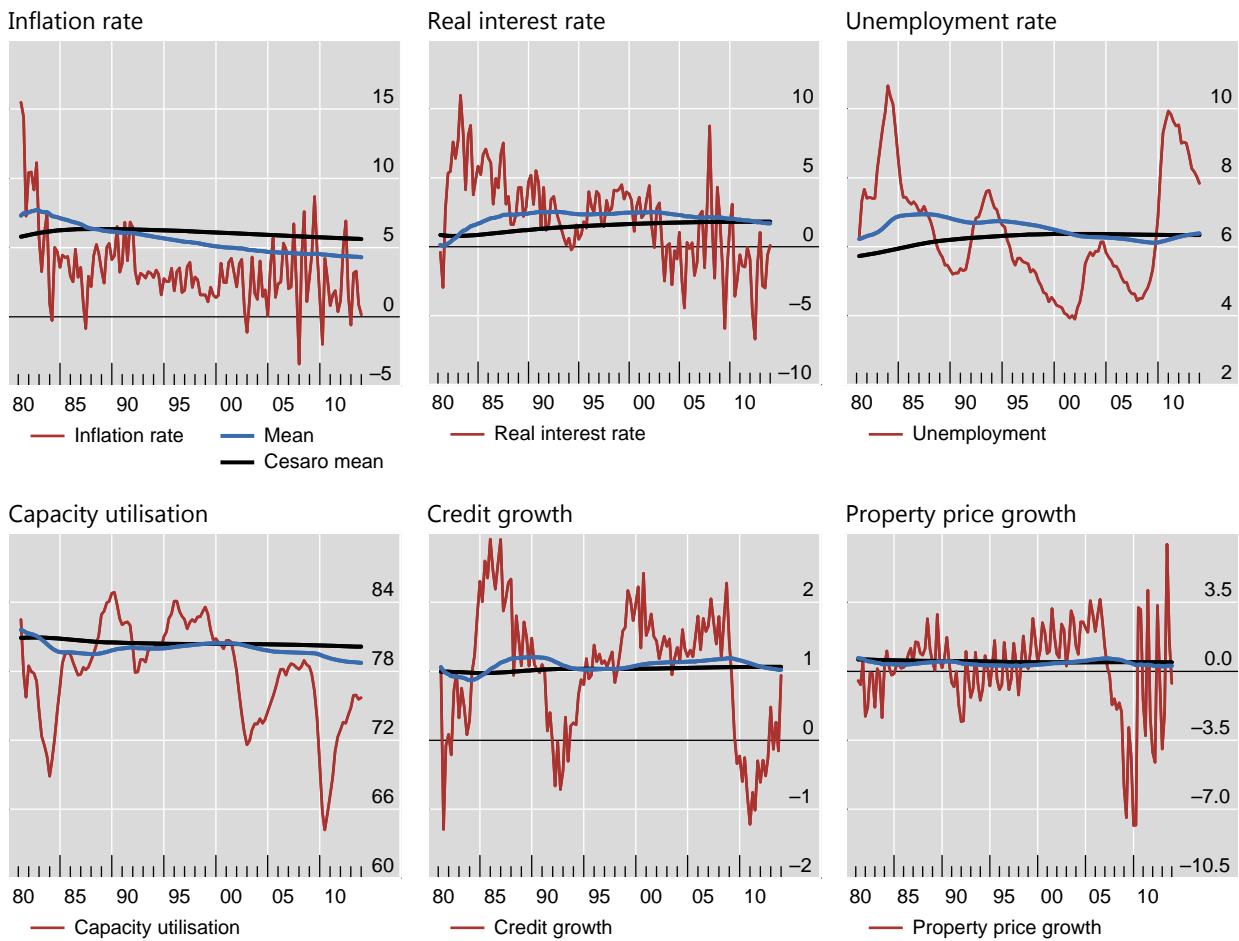 Inflation rate
15
10
5
0
–5
80 85 90 95 00 05 10
Inflation rate
Mean
Cesaro mean
Real interest rate
10
5
0
–5
–10
80 85 90 95 00 05 10
Real interest rate
Unemployment rate
10
8
6
4
2
80 85 90 95 00 05 10
Unemployment
Capacity utilisation
84
78
72
66
60
80 85 90 95 00 05 10
Capacity utilisation
Credit growth
2
1
0
–1
–2
80 85 90 95 00 05 10
Credit growth
Property price growth
3.5
0.0
–3.5
–7.0
–10.5
80 85 90 95 00 05 10
Property price growth